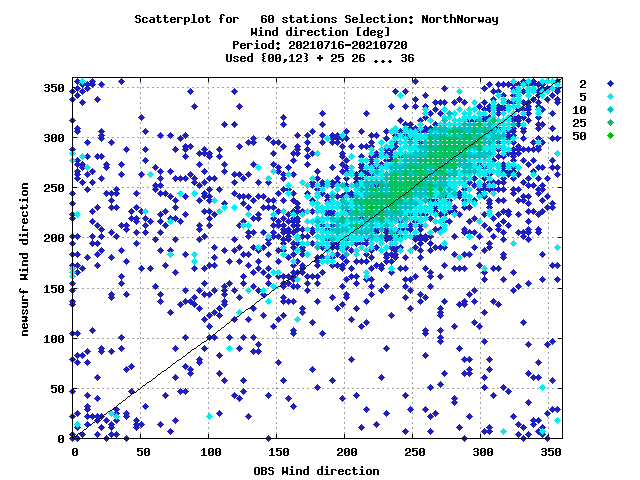 Scatterplot for   60 stations Selection: NorthNorway
Wind direction [deg]
Period: 20210716-20210720
Used {00,12} + 25 26 ... 36
2
5
10
25
50
350
300
250
200
150
100
50
0
newsurf Wind direction
0 50 100 150 200 250 300 350
OBS Wind direction